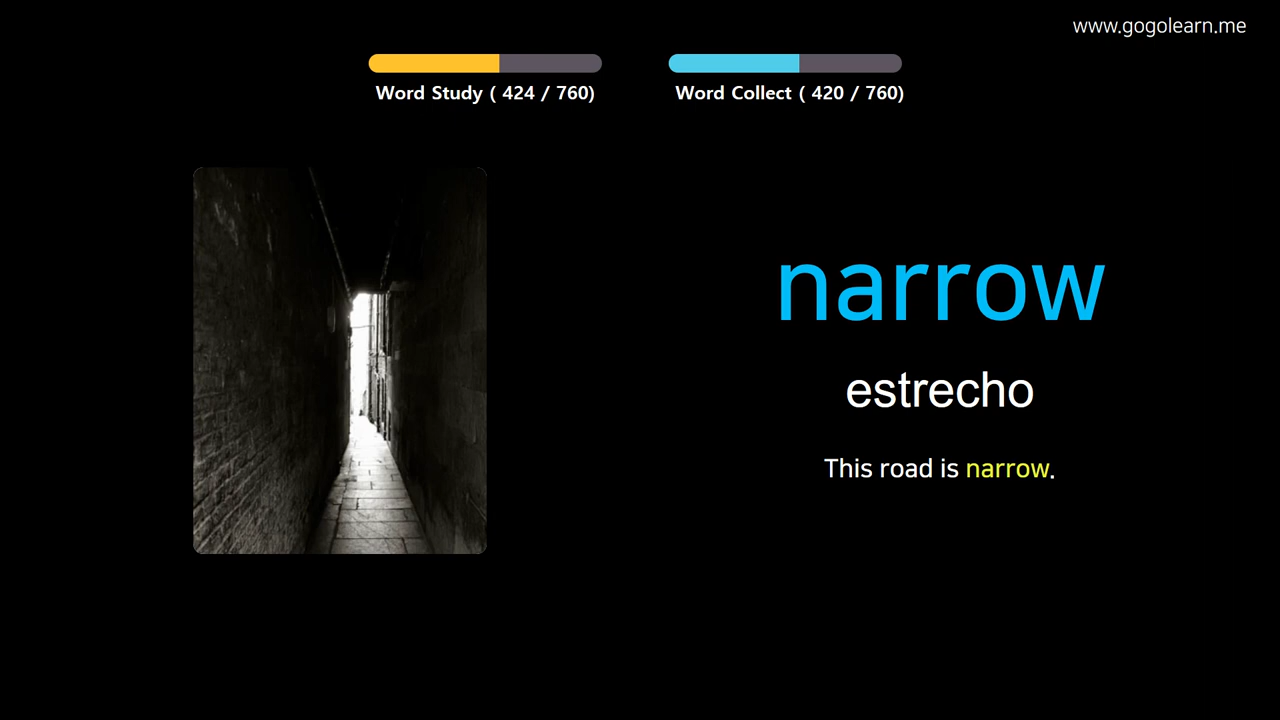 www.gogolearn.me
Word Study ( 424 / 760)
Word Collect ( 420 / 760)
narrow
estrecho
This road is narrow.